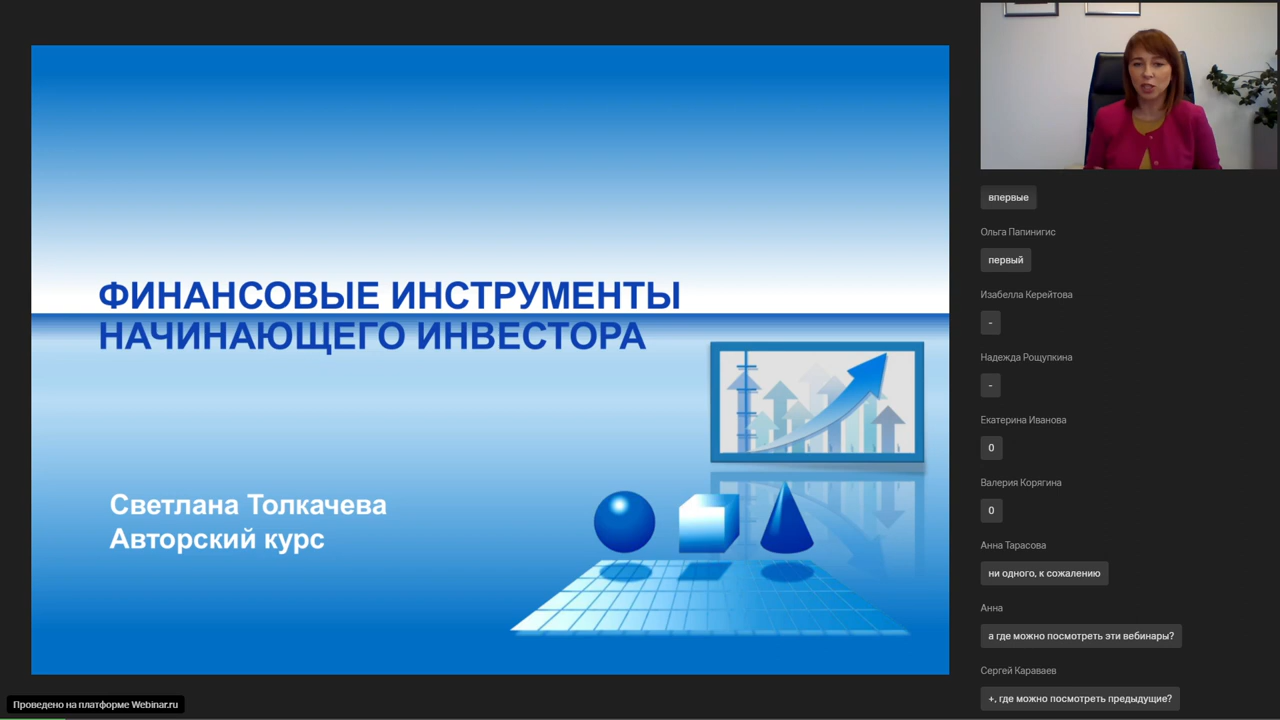 ФИНАНСОВЫЕ ИНСТРУМЕНТЫ
НАЧИНАЮЩЕГО ИНВЕСТОРА
Светлана Толкачева
Авторский курс
впервые
Ольга Папинигис
первый
Изабелла Керейтова
-
Надежда Рощупкина
-
Екатерина Иванова
0
Валерия Корягина
0
Анна Тарасова
ни одного, к сожалению
Анна
а где можно посмотреть эти вебинары?
Сергей Караваев
+, где можно посмотреть предыдущие?
Проведено на платформе Webinar.ru